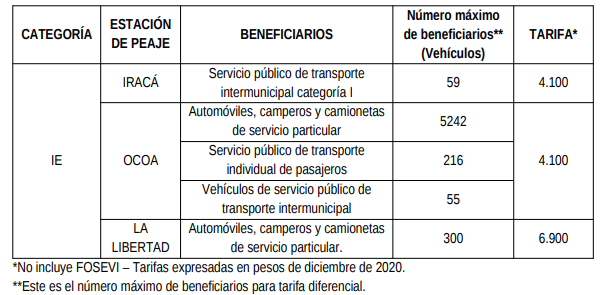 CATEGORÍA
ESTACIÓN
DE PEAJE
BENEFICIARIOS
Número máximo
de beneficiarios**
(Vehículos)
TARIFA*
IE
IRACÁ
Servicio público de transporte
intermunicipal categoría I
59
4.100
OCOA
Automóviles, camperos y camionetas
de servicio particular
5242
4.100
Servicio público de transporte
individual de pasajeros
216
Vehículos de servicio público de
transporte intermunicipal
55
LA
LIBERTAD
Automóviles, camperos y camionetas
de servicio particular.
300
6.900
*No incluye FOSEVI – Tarifas expresadas en pesos de diciembre de 2020.
**Este es el número máximo de beneficiarios para tarifa diferencial.